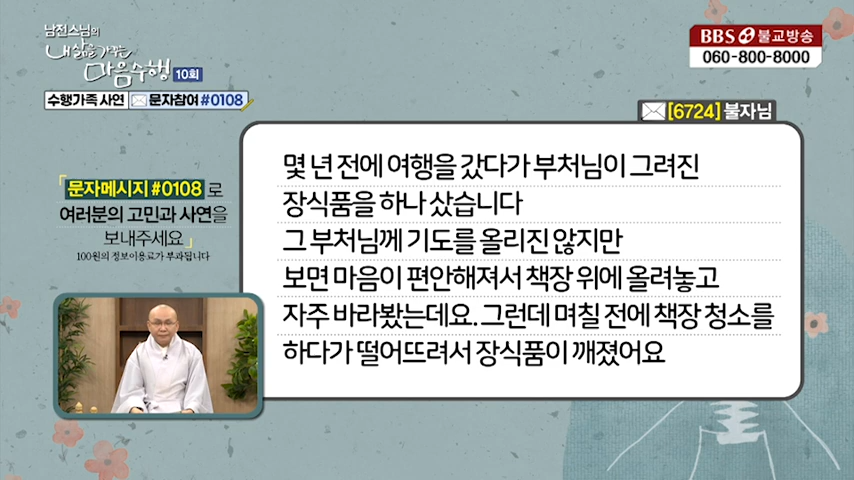 남전스님의
내 삶을 가꾸는
마음수행 10회
수행가족 사연 문자참여 #0108
BBS 불교방송
060-800-8000
[6724] 불자님
「문자메시지 #0108 로
여러분의 고민과 사연을
보내주세요」
100원의 정보이용료가 부과됩니다
몇 년 전에 여행을 갔다가 부처님이 그려진
장식품을 하나 샀습니다
그 부처님께 기도를 올리진 않지만
보면 마음이 편안해져서 책장 위에 올려놓고
자주 바라봤는데요. 그런데 며칠 전에 책장 청소를
하다가 떨어뜨려서 장식품이 깨졌어요